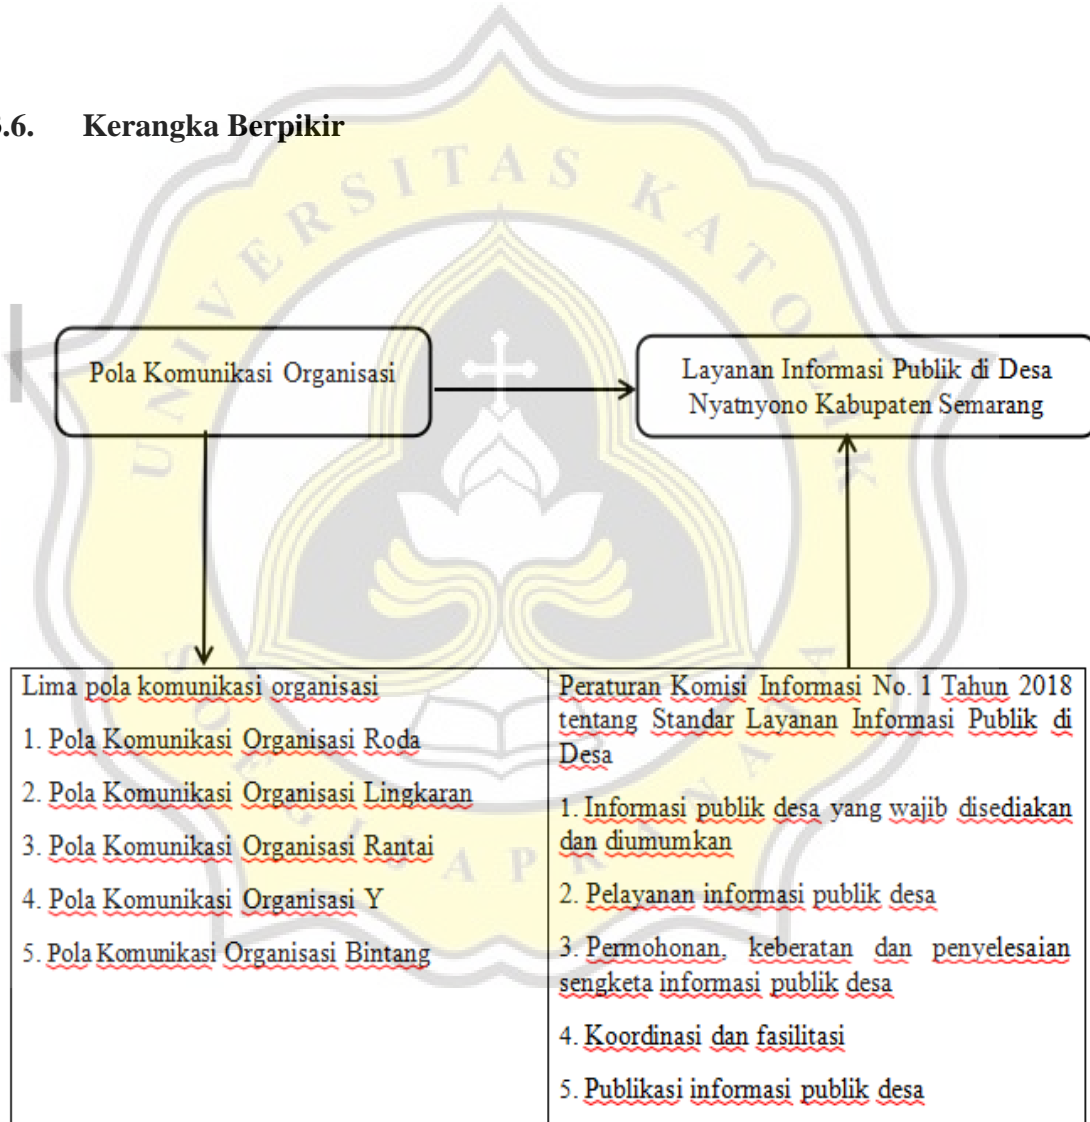 3.6. Kerangka Berpikir
UNIVERSITAS KATOLIK
SOEGIJAPRANATA
Pola Komunikasi Organisasi
Layanan Informasi Publik di Desa
Nyatnyono Kabupaten Semarang
Lima pola komunikasi organisasi
1. Pola Komunikasi Organisasi Roda
2. Pola Komunikasi Organisasi Lingkaran
3. Pola Komunikasi Organisasi Rantai
4. Pola Komunikasi Organisasi Y
5. Pola Komunikasi Organisasi Bintang
Peraturan Komisi Informasi No. 1 Tahun 2018
tentang Standar Layanan Informasi Publik di
Desa
1. Informasi publik desa yang wajib disediakan
dan diumumkan
2. Pelayanan informasi publik desa
3. Permohonan, keberatan dan penyelesaian
sengketa informasi publik desa
4. Koordinasi dan fasilitasi
5. Publikasi informasi publik desa